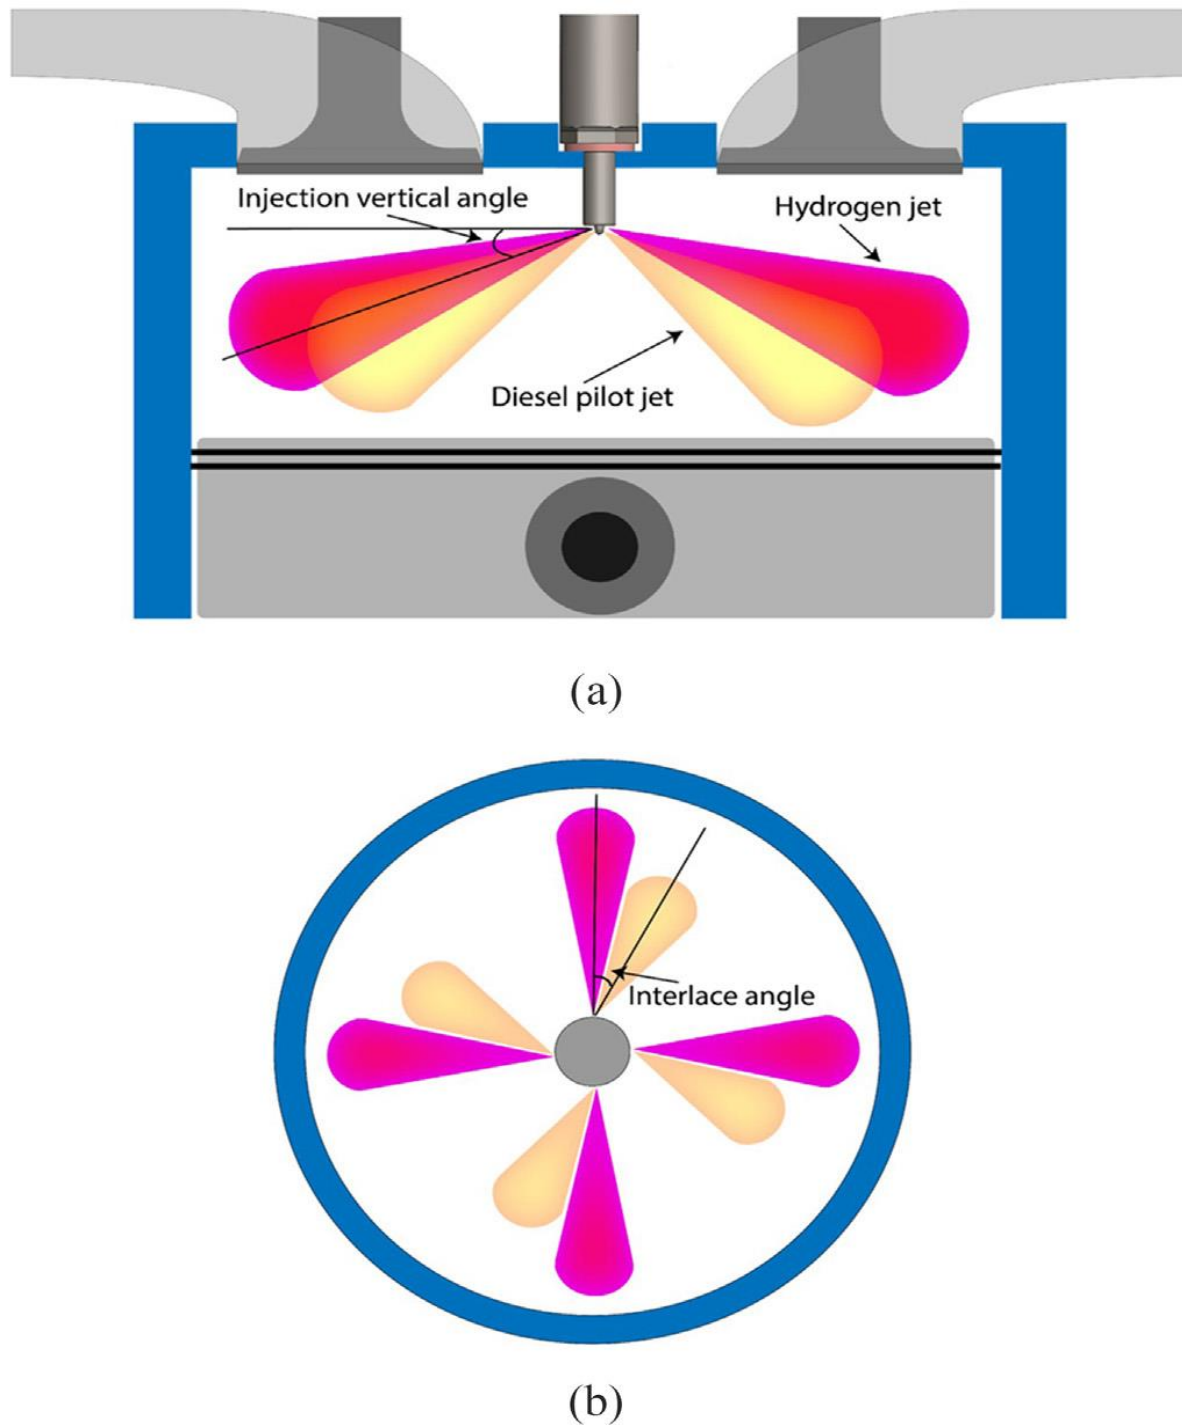 Injection vertical angle
Hydrogen jet
Diesel pilot jet
(a)
Interlace angle
(b)